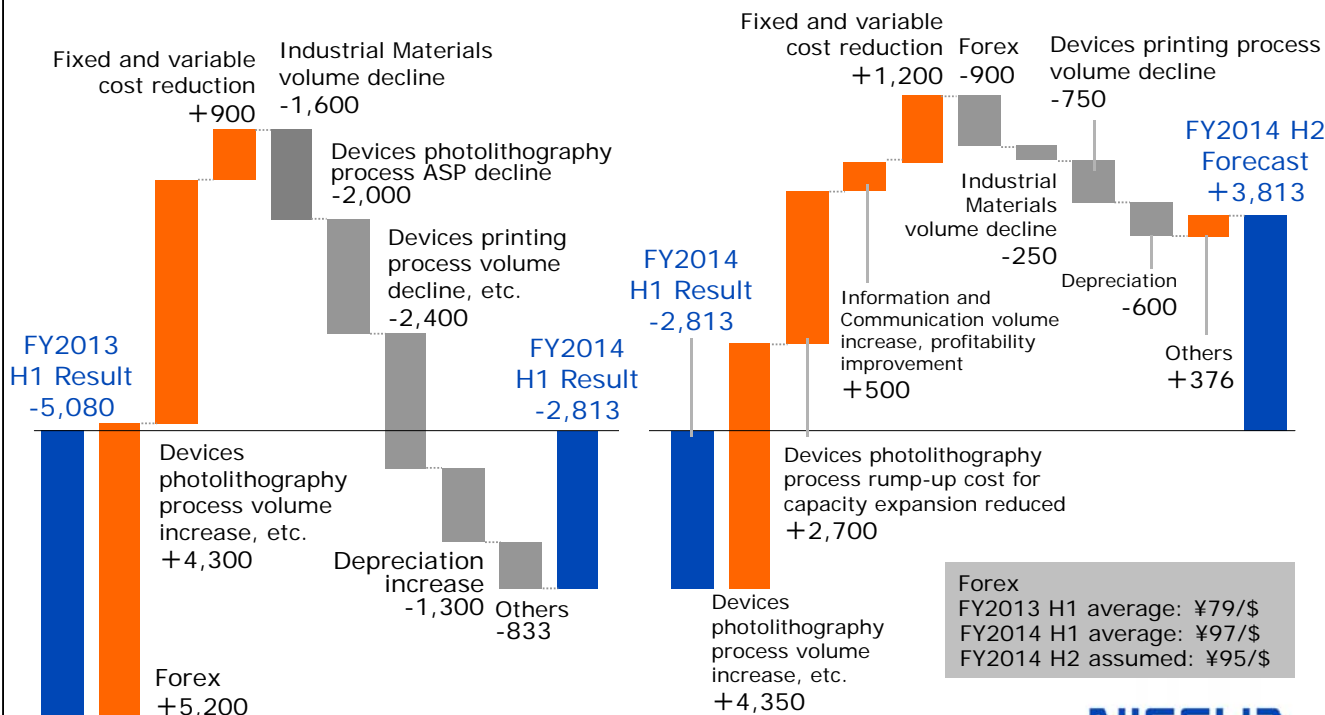 Fixed and variable
cost reduction
+900
Industrial Materials
volume decline
-1,600
Devices photolithography
process ASP decline
-2,000
Devices printing
process volume
decline, etc.
-2,400
FY2013
H1 Result
-5,080
FY2014
H1 Result
-2,813
Devices
photolithography
process volume
increase, etc.
+4,300
Depreciation
increase
-1,300
Others
-833
Forex
+5,200
Fixed and variable
cost reduction
+1,200
Forex
-900
Devices printing process
volume decline
-750
FY2014 H2
Forecast
+3,813
Industrial
Materials
volume decline
-250
FY2014
H1 Result
-2,813
Depreciation
-600
Information and
Communication volume
increase, profitability
improvement
+500
Others
+376
Devices photolithography
process rump-up cost for
capacity expansion reduced
+2,700
Devices
photolithography
process volume
increase, etc.
+4,350
Forex
FY2013 H1 average: ¥79/$
FY2014 H1 average: ¥97/$
FY2014 H2 assumed: ¥95/$